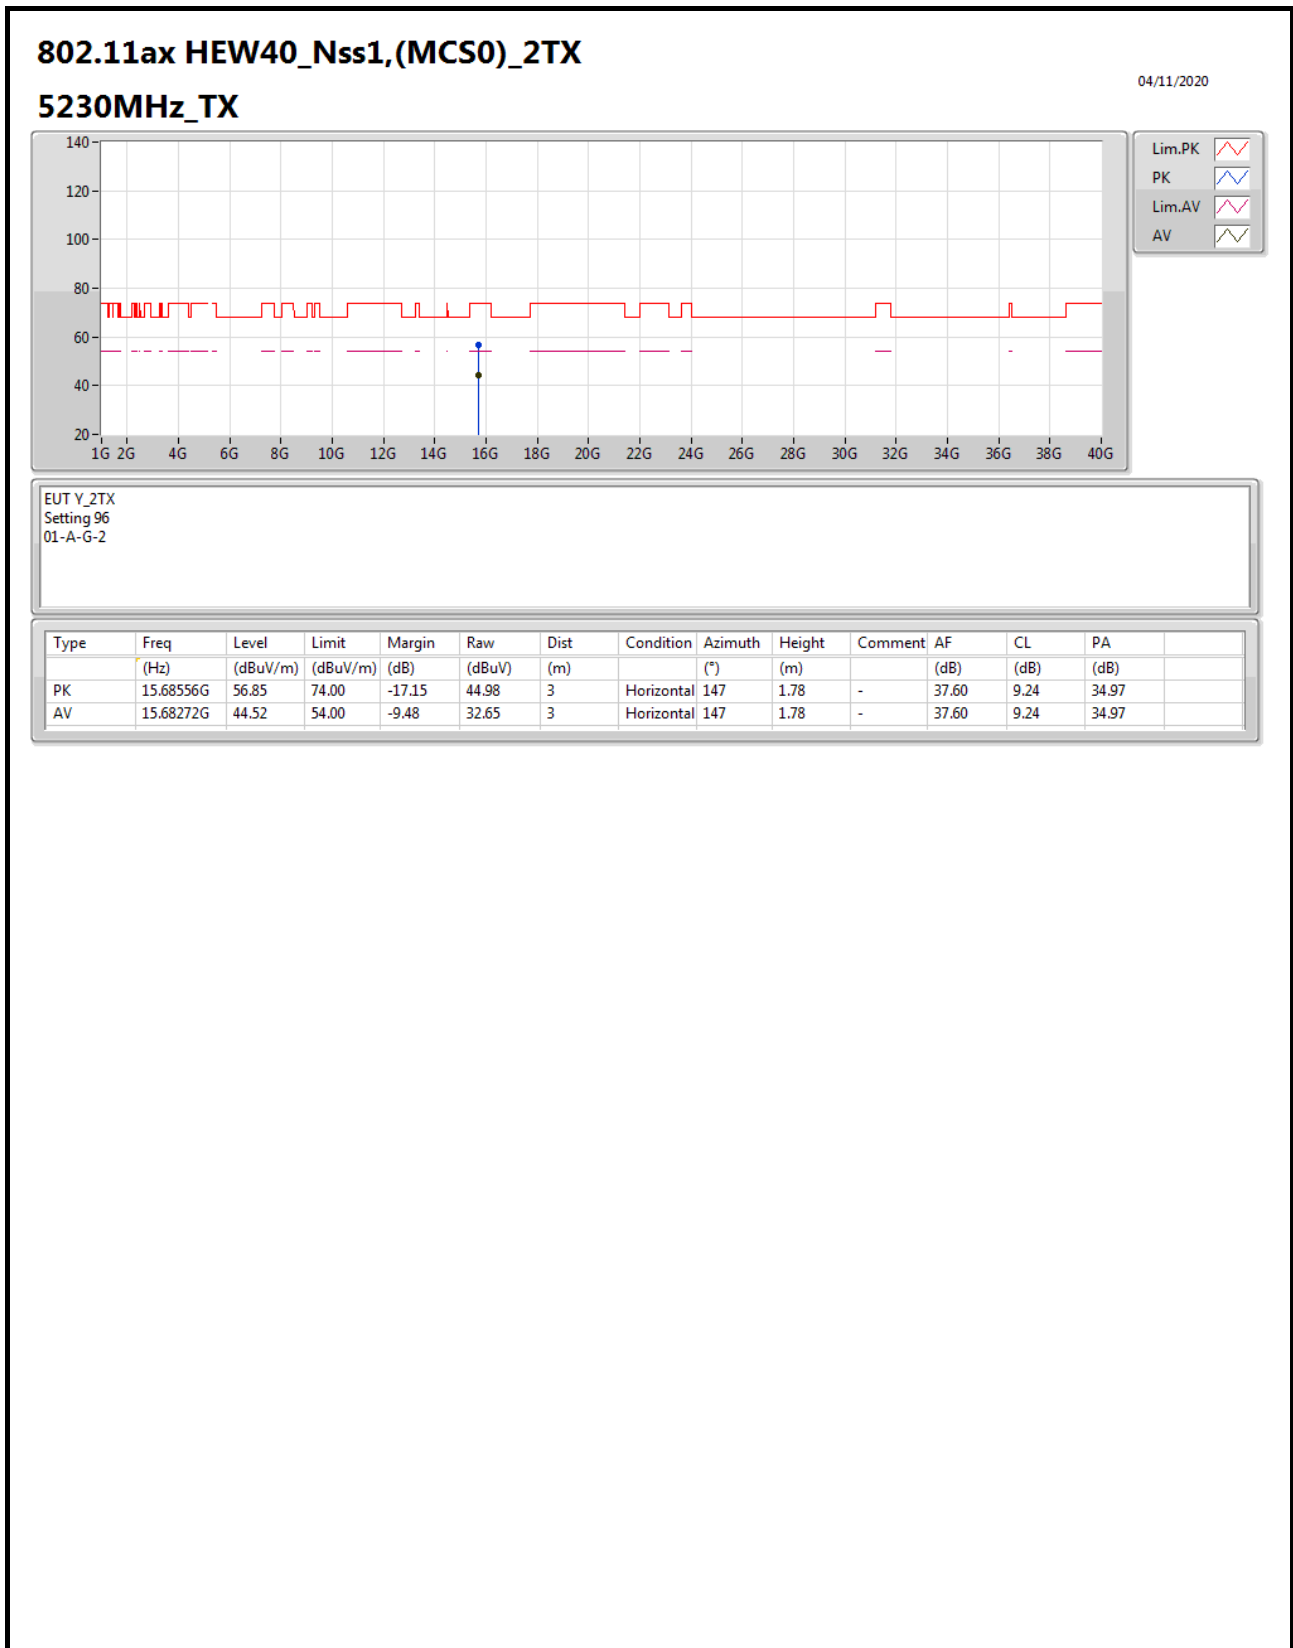 802.11ax HEW40_Nss1,(MCS0)_2TX
04/11/2020
5230MHz_TX
140
120
100
80
60
40
20
1G 2G 4G 6G 8G 10G 12G 14G 16G 18G 20G 22G 24G 26G 28G 30G 32G 34G 36G 38G 40G
Lim.PK
PK
Lim.AV
AV
EUT Y_2TX
Setting 96
01-A-G-2
Type Freq Level Limit Margin Raw Dist Condition Azimuth Height Comment AF CL PA
(Hz) (dBuV/m) (dBuV/m) (dB) (dBuV) (m) (°) (m) (dB) (dB) (dB)
PK 15.68556G 56.85 74.00 -17.15 44.98 3 Horizontal 147 1.78 - 37.60 9.24 34.97
AV 15.68272G 44.52 54.00 -9.48 32.65 3 Horizontal 147 1.78 - 37.60 9.24 34.97